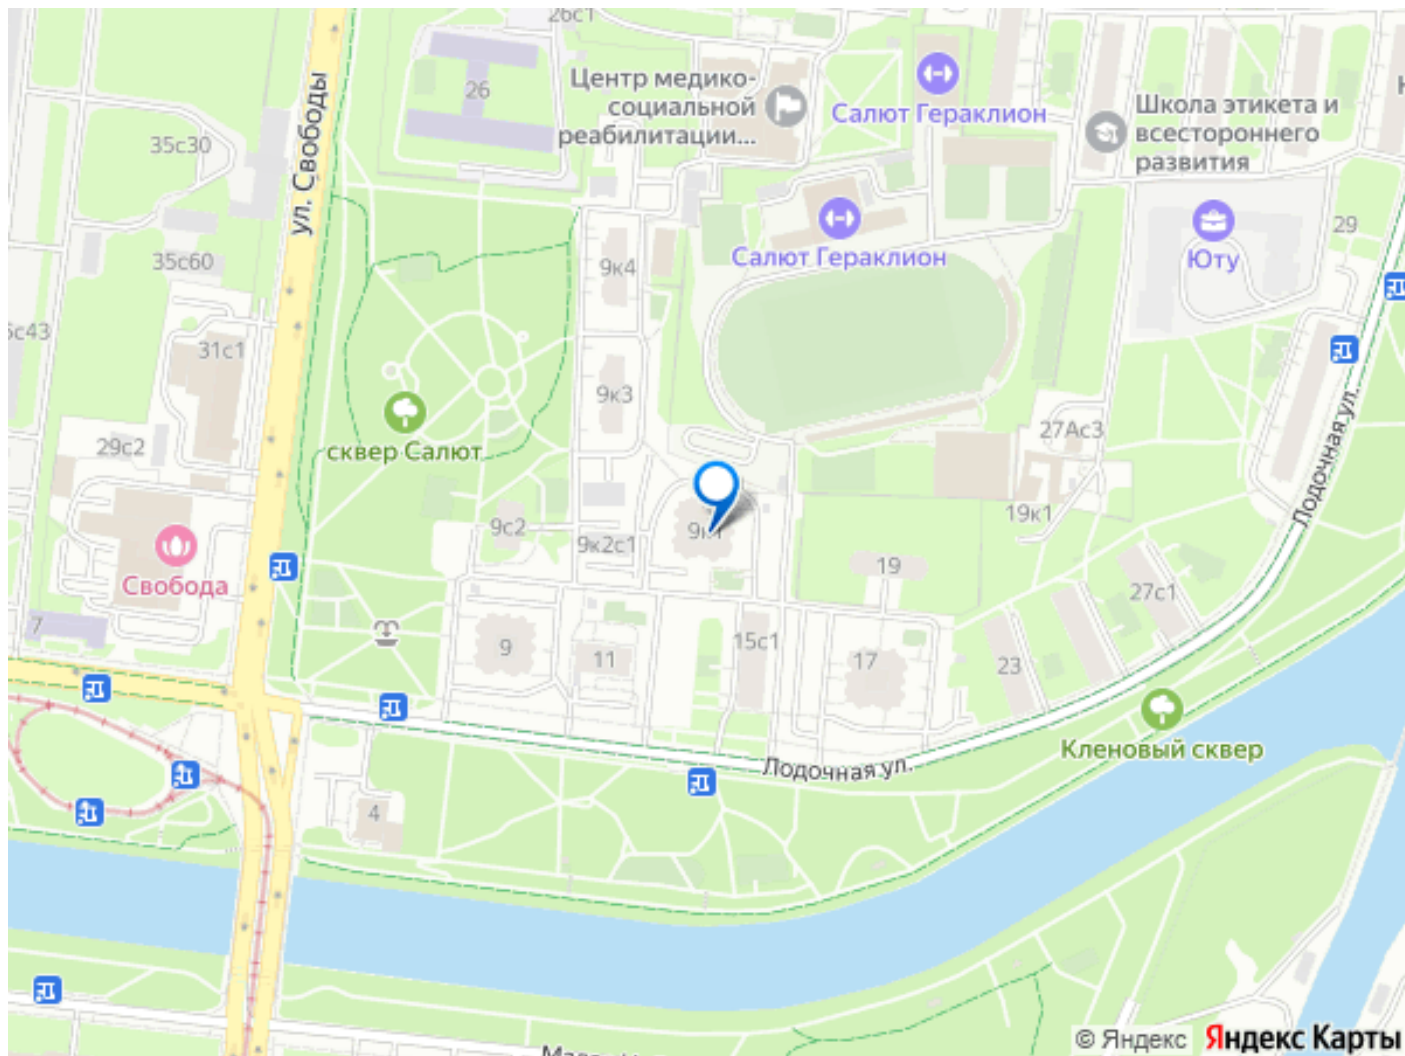 26с1
ул. Свободы
26
Центр медико-
социальной
реабилитации...
Салют Гераклион
Школа этикета и
всестороннего
развития
35с30
Салют Гераклион
Юту
29
35с60
9к4
с43
31с1
9к3
сквер Салют
29с2
27Ас3
Лодочная ул.
9с2
9к2с1
9к1
19к1
19
Свобода
27с1
7
9
11
15с1
17
23
Кленовый сквер
Лодочная ул.
4
© Яндекс Яндекс Карты